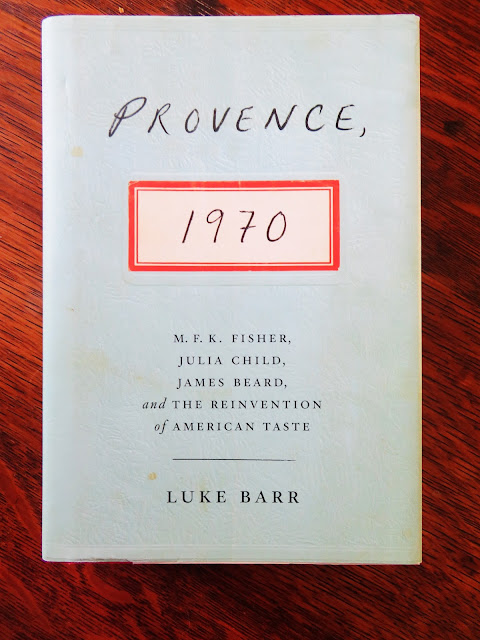 PROVENCE,
1970
M. F. K. FISHER,
JULIA CHILD,
JAMES BEARD,
and THE REINVENTION
of AMERICAN TASTE
LUKE BARR